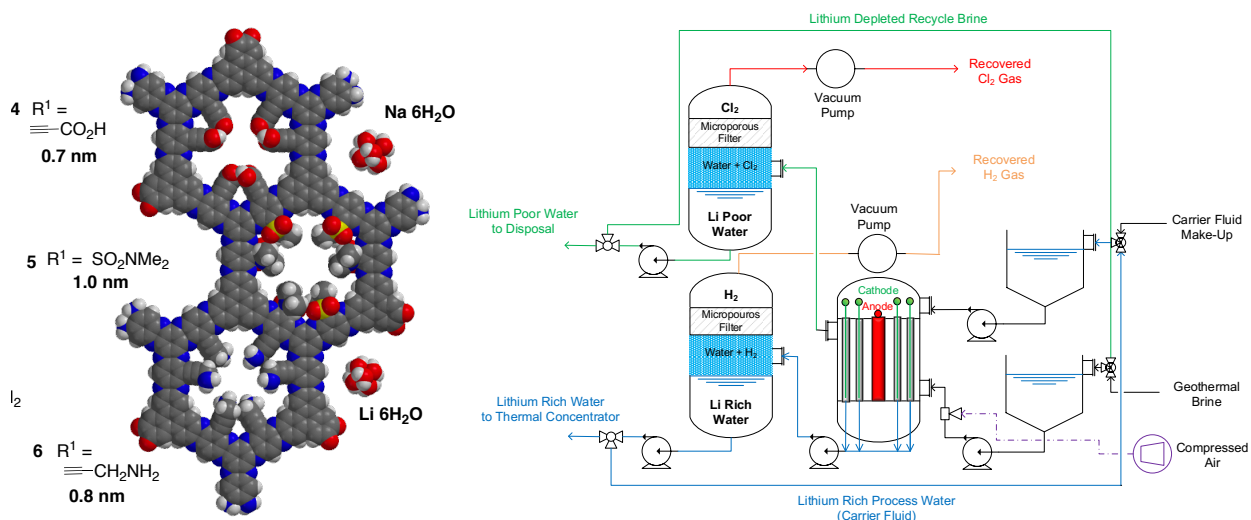 4 R¹ =
≡—CO₂H
0.7 nm
Na 6H₂O
5 R¹ = SO₂NMe₂
1.0 nm
I₂
Li 6H₂O
6 R¹ =
≡—CH₂NH₂
0.8 nm
Lithium Depleted Recycle Brine
Recovered
Cl₂ Gas
Vacuum
Pump
Cl₂
Microporous
Filter
Water + Cl₂
Li Poor
Water
Recovered
H₂ Gas
Vacuum
Pump
Lithium Poor Water
to Disposal
Carrier Fluid
Make-Up
H₂
Micropouros
Filter
Water + H₂
Li Rich
Water
Cathode
Anode
Lithium Rich Water
to Thermal Concentrator
Geothermal
Brine
Compressed
Air
Lithium Rich Process Water
(Carrier Fluid)